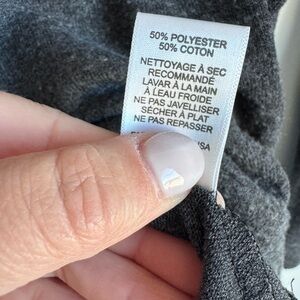 50% POLYESTER
50% COTON
NETTOYAGE À SEC
RECOMMANDÉ
LAVAR À LA MAIN
À L'EAU FROIDE
NE PAS JAVELLISER
SÉCHER À PLAT
NE PAS REPASSER